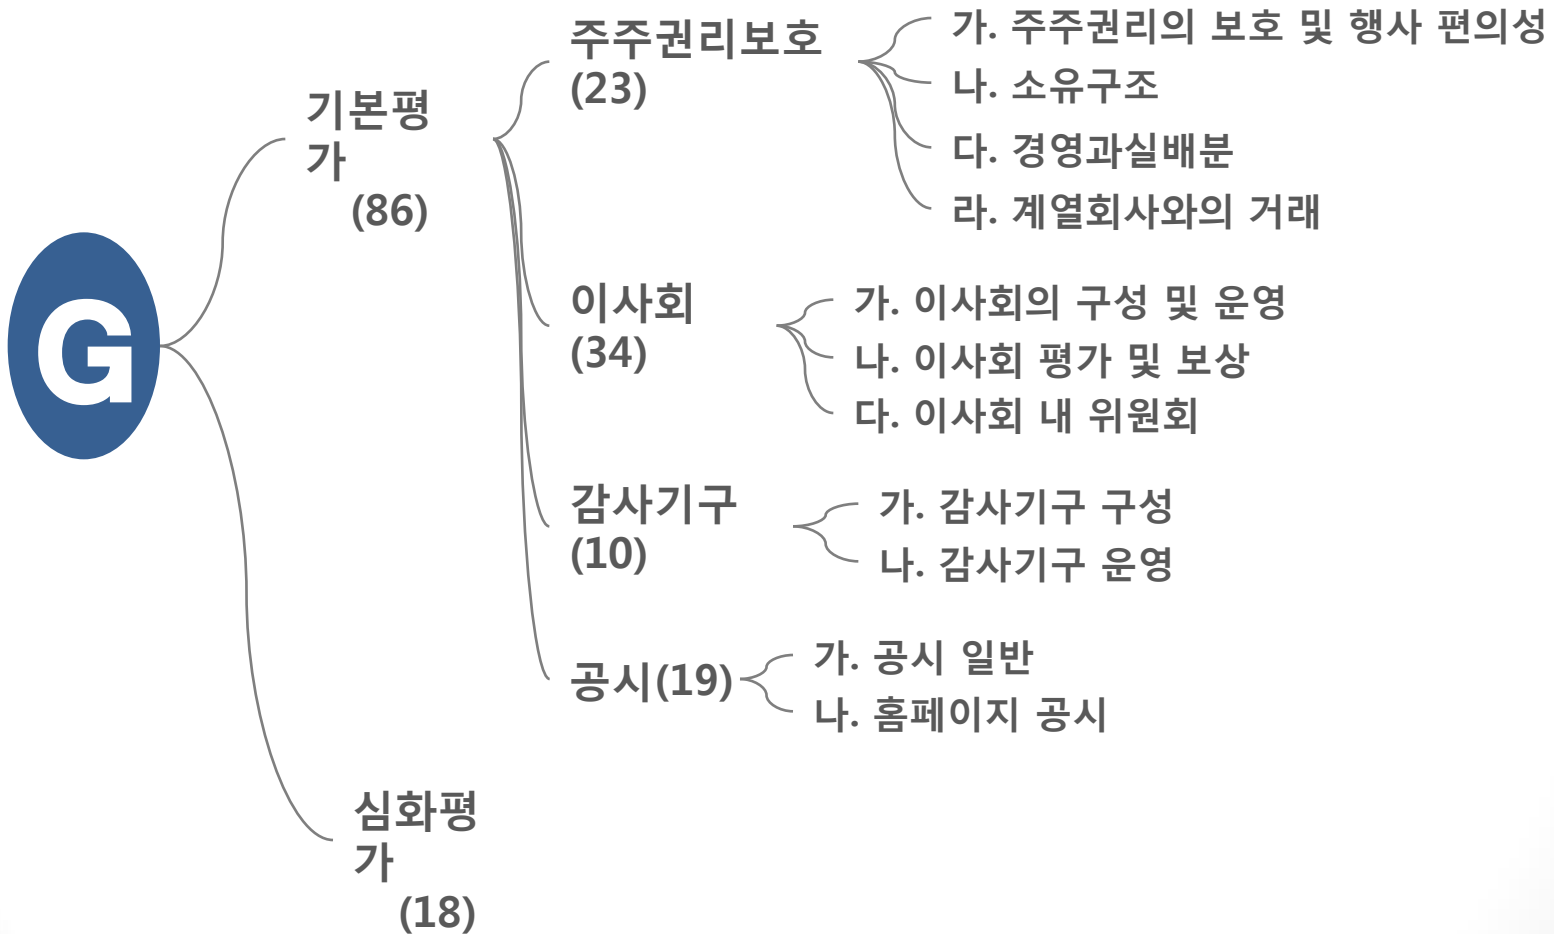 G
기본평
가
(86)
주주권리보호
(23)
가. 주주권리의 보호 및 행사 편의성
나. 소유구조
다. 경영과실배분
라. 계열회사와의 거래
이사회
(34)
가. 이사회의 구성 및 운영
나. 이사회 평가 및 보상
다. 이사회 내 위원회
감사기구
(10)
가. 감사기구 구성
나. 감사기구 운영
공시(19)
가. 공시 일반
나. 홈페이지 공시
심화평
가
(18)